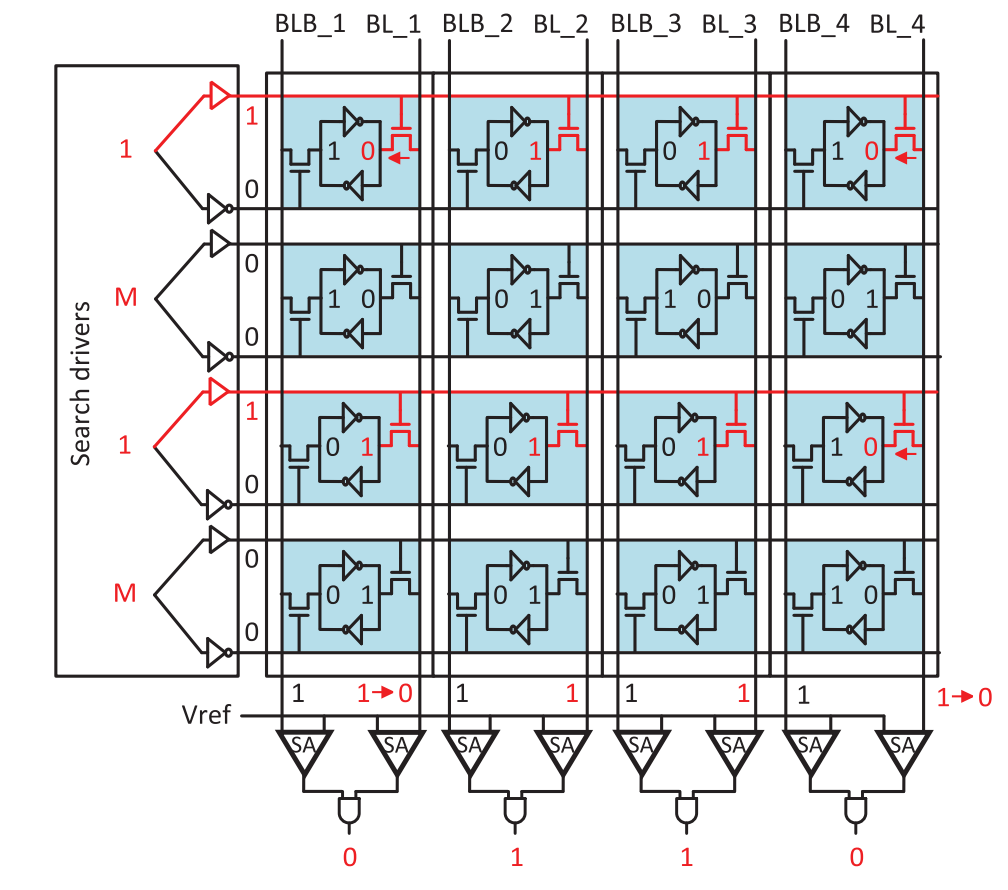 BLB_1 BL_1 BLB_2 BL_2 BLB_3 BL_3 BLB_4 BL_4
1 1 1 0 0 1 0 1 1 0
0
M 0 1 0 0 1 1 0 0 1
0
Search drivers
1 1 0 1 0 1 0 1 1 0
0
M 0 0 1 0 1 0 1 1 0
0
1 1→0 1 1 1 1 1 1→0
Vref
SA SA SA SA SA SA SA SA
0 1 1 0